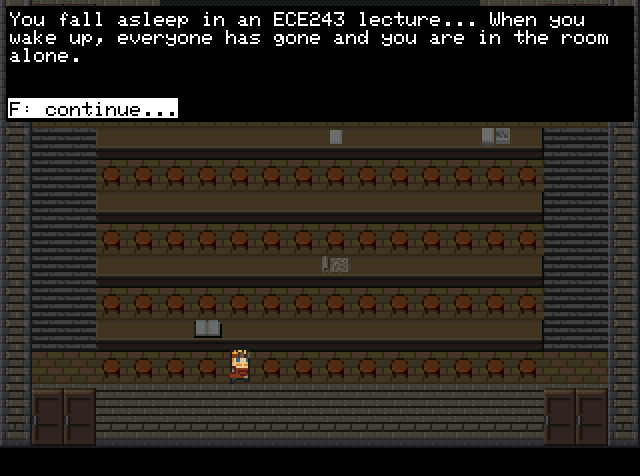 You fall asleep in an ECE243 lecture... When you
wake up, everyone has gone and you are in the room
alone.
F: continue...